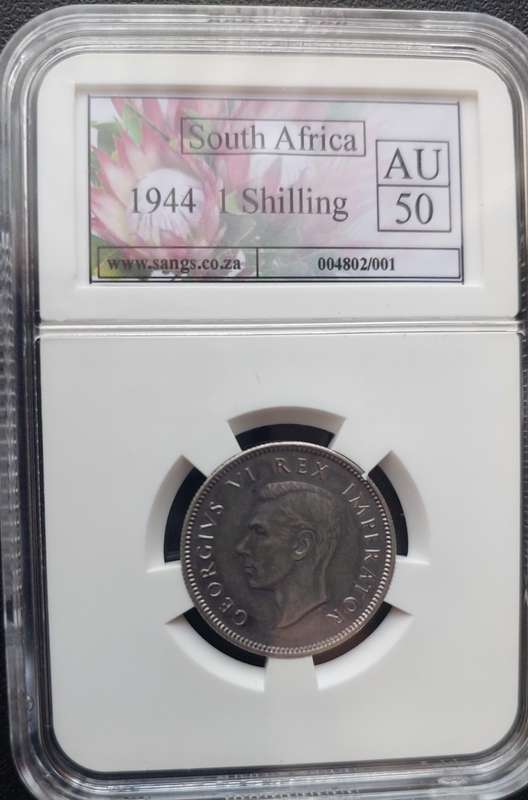 South Africa
1944 1 Shilling
AU
50
www.sangs.co.za
004802/001
GEORGIVS VI REX IMPERATOR